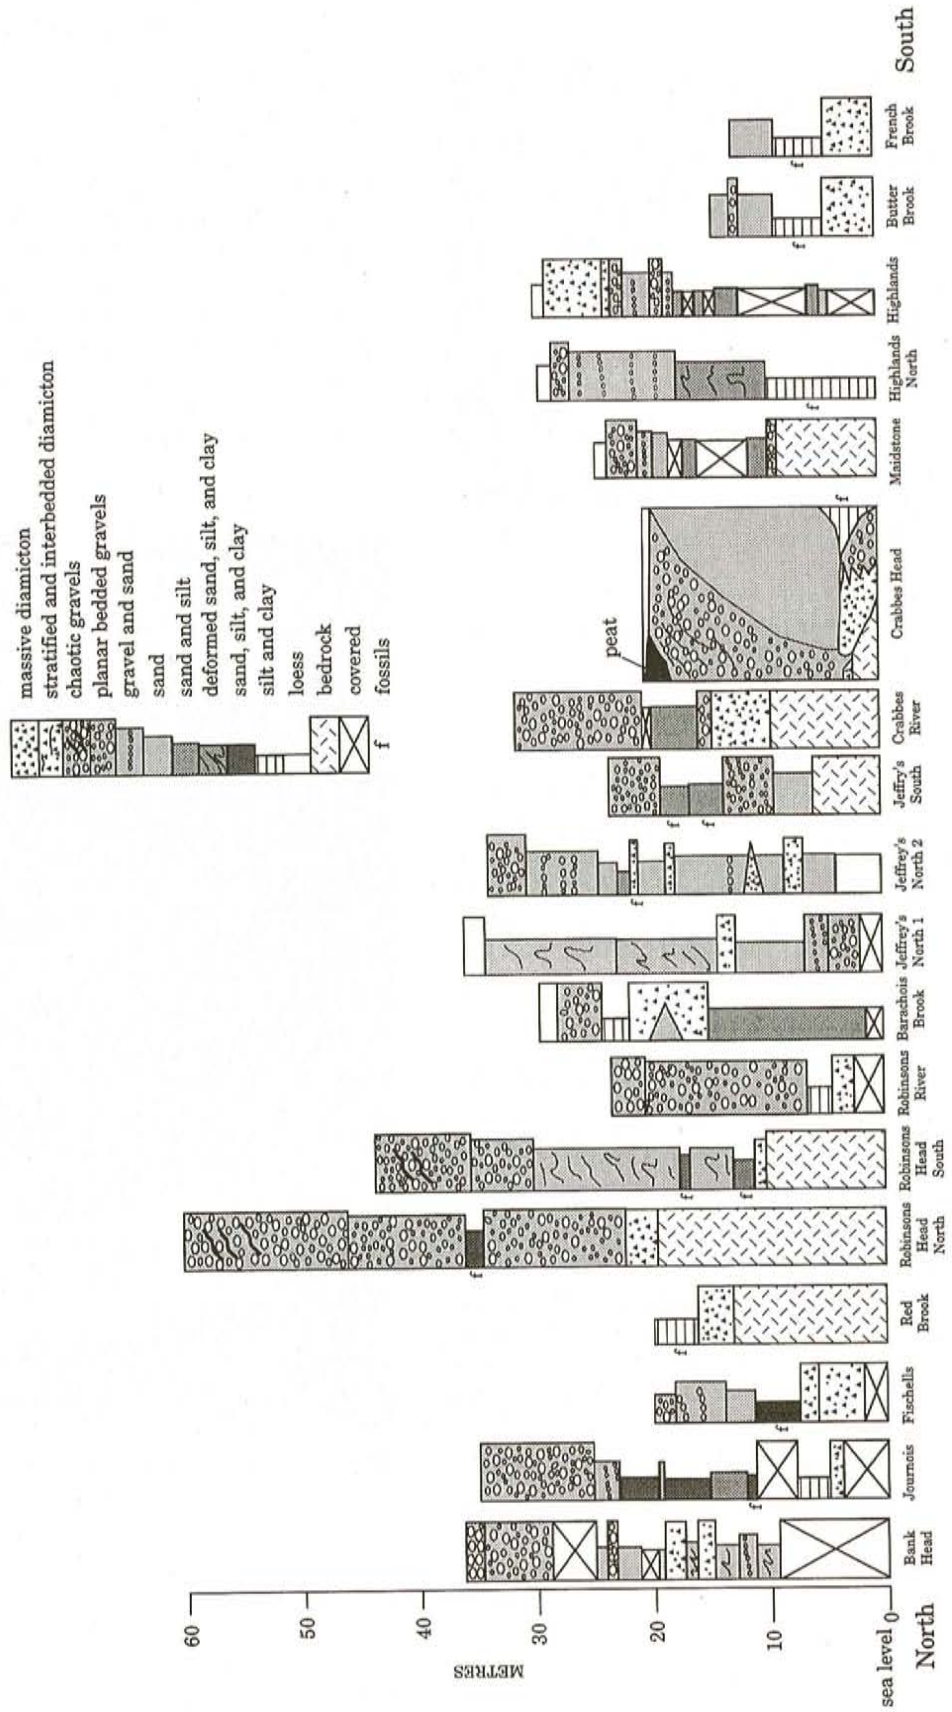 massive diamicton
stratified and interbedded diamicton
chaotic gravels
planar bedded gravels
gravel and sand
sand
sand and silt
deformed sand, silt, and clay
sand, silt, and clay
silt and clay
loess
bedrock
covered
f fossils
METRES
60
50
40
30
20
10
sea level 0
North
South
peat
f
f
f
f
f
f
f
f
f
f
f
f
f
f
Bank
Head
Journois
Fischells
Red
Brook
Robinsons
Head
North
Robinsons
Head
South
Robinsons
River
Barachois
Brook
Jeffrey's
North 1
Jeffrey's
North 2
Jeffry's
South
Crabbes
River
Crabbes Head
Maidstone
Highlands
North
Highlands
Butter
Brook
French
Brook